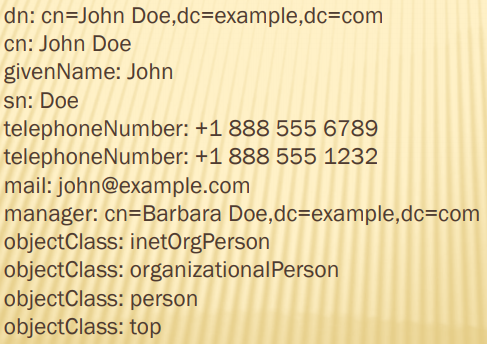 dn: cn=John Doe,dc=example,dc=com
cn: John Doe
givenName: John
sn: Doe
telephoneNumber: +1 888 555 6789
telephoneNumber: +1 888 555 1232
mail: john@example.com
manager: cn=Barbara Doe,dc=example,dc=com
objectClass: inetOrgPerson
objectClass: organizationalPerson
objectClass: person
objectClass: top